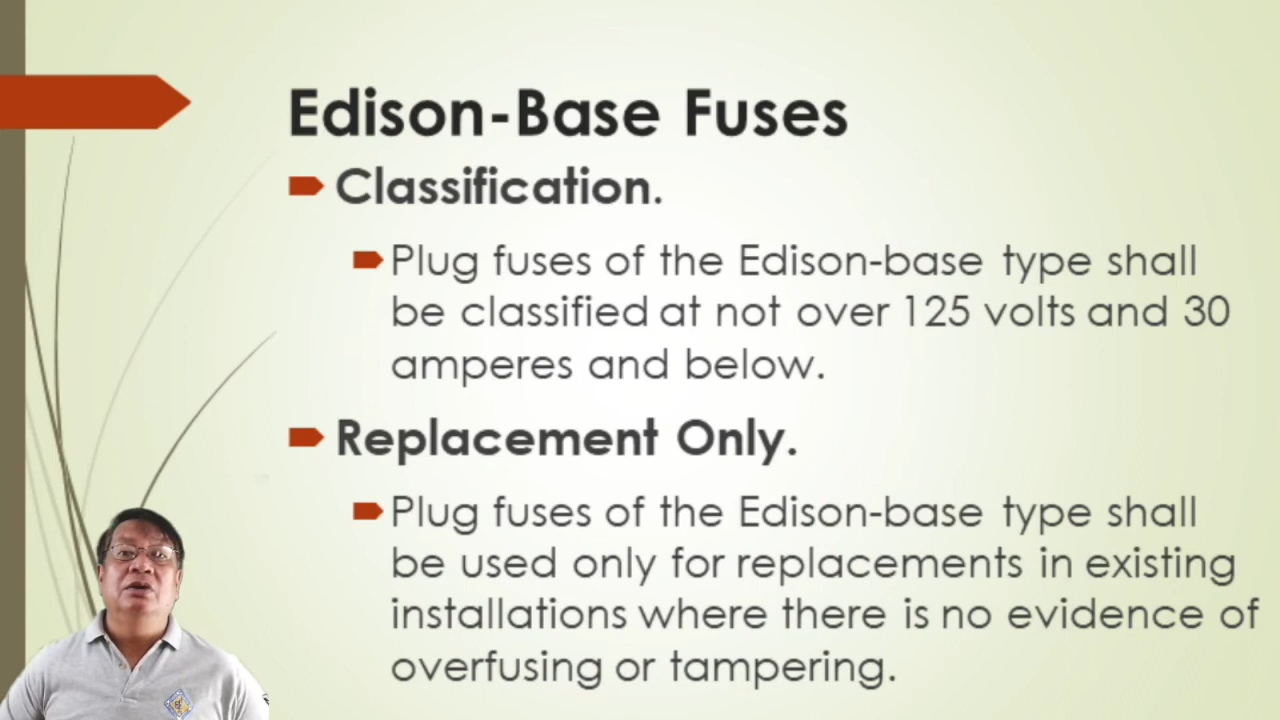 Edison-Base Fuses
Classification.
Plug fuses of the Edison-base type shall
be classified at not over 125 volts and 30
amperes and below.
Replacement Only.
Plug fuses of the Edison-base type shall
be used only for replacements in existing
installations where there is no evidence of
overfusing or tampering.